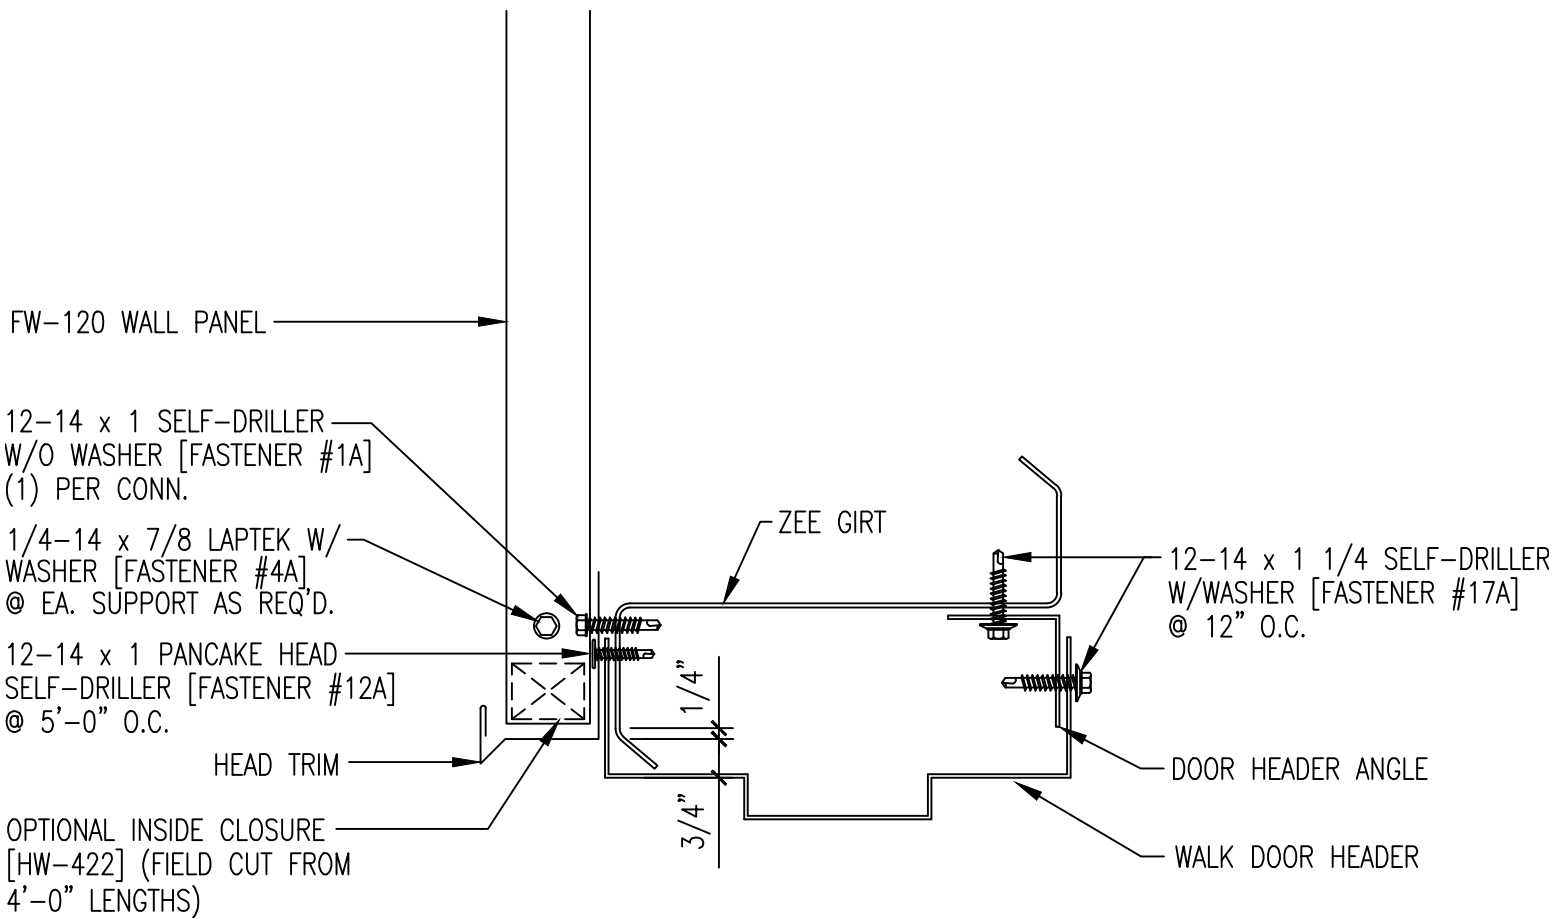 FW-120 WALL PANEL
12-14 x 1 SELF-DRILLER
W/O WASHER [FASTENER #1A]
(1) PER CONN.
1/4-14 x 7/8 LAPTEK W/
WASHER [FASTENER #4A]
@ EA. SUPPORT AS REQ'D.
12-14 x 1 PANCAKE HEAD
SELF-DRILLER [FASTENER #12A]
@ 5'-0" O.C.
HEAD TRIM
OPTIONAL INSIDE CLOSURE
[HW-422] (FIELD CUT FROM
4'-0" LENGTHS)
1/4"
3/4"
ZEE GIRT
12-14 x 1 1/4 SELF-DRILLER
W/WASHER [FASTENER #17A]
@ 12" O.C.
DOOR HEADER ANGLE
WALK DOOR HEADER